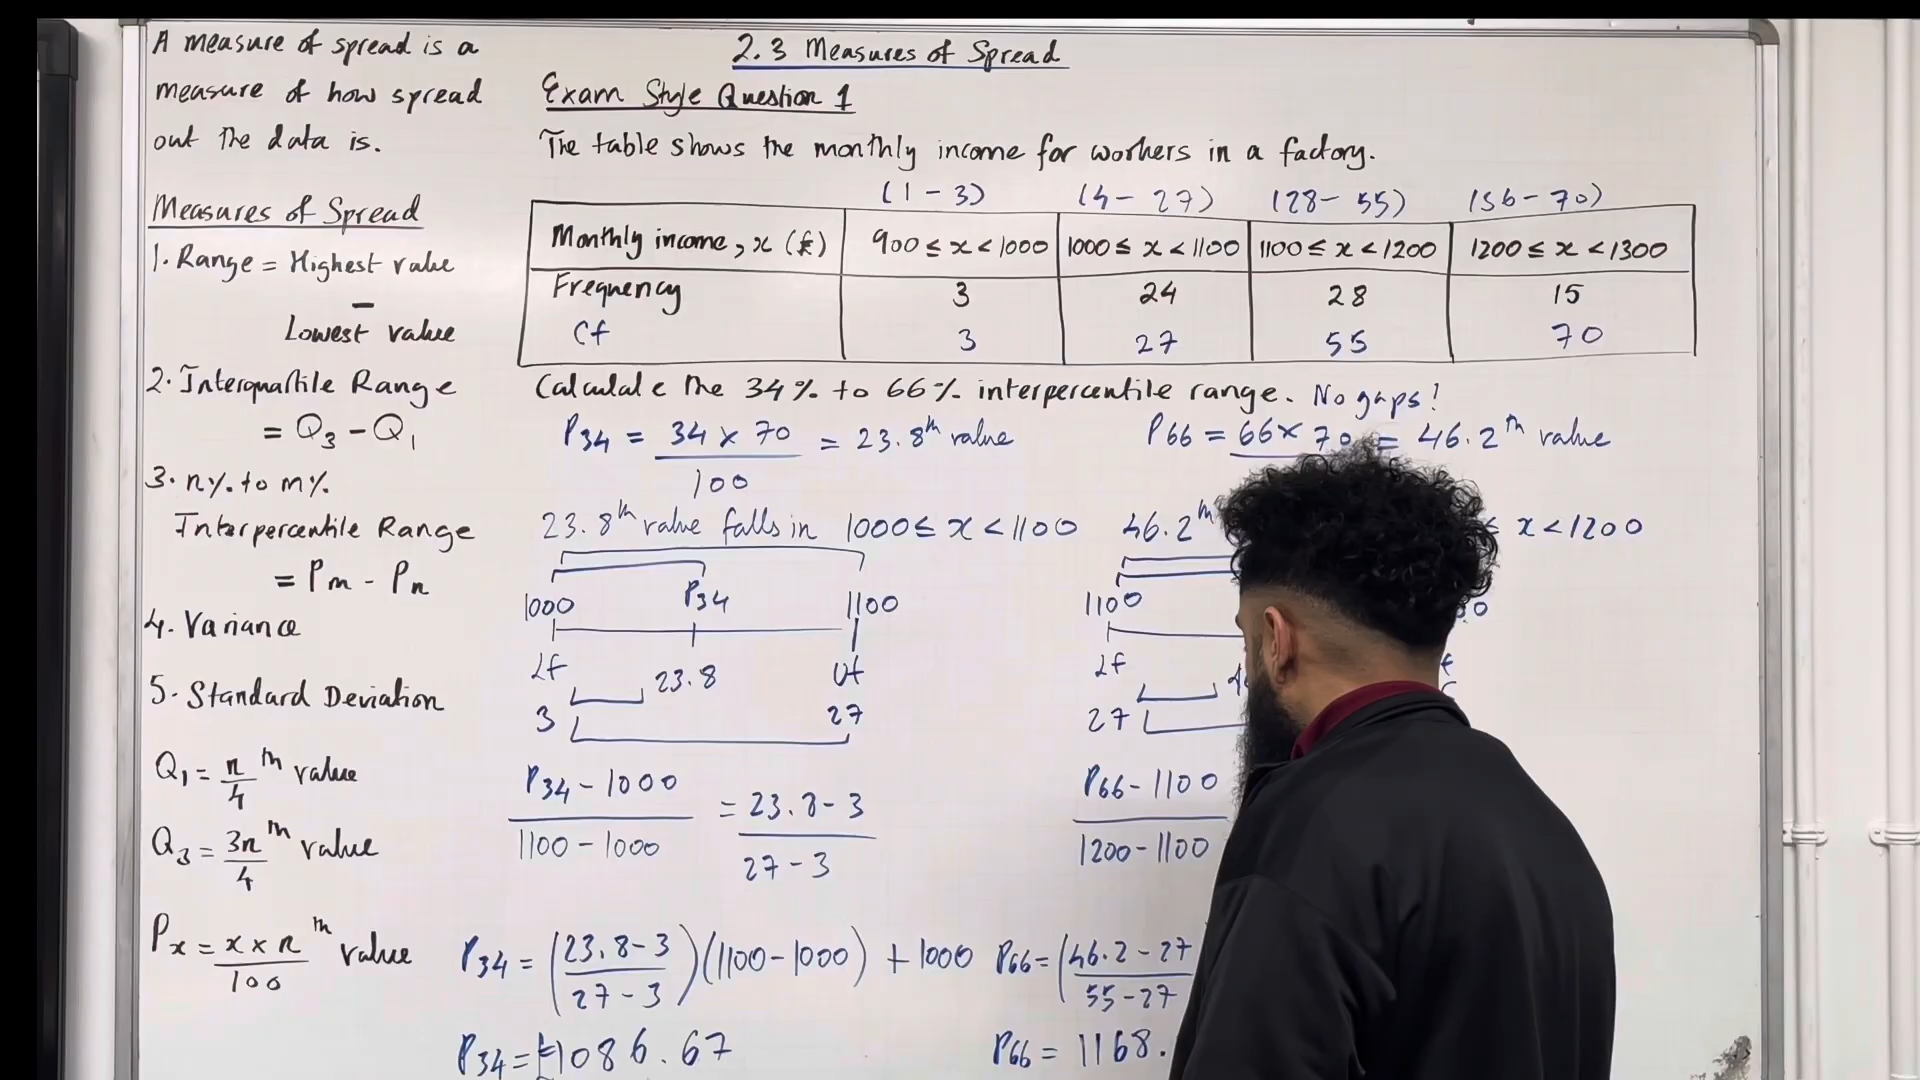 A measure of spread is a
measure of how spread
out the data is.
Measures of Spread
1. Range = Highest value
-
Lowest value
2. Interquartile Range
= Q3 - Q1
3. n% to m%
Interpercentile Range
= Pm - Pn
4. Variance
5. Standard Deviation
Q1 = n/4 th value
Q3 = 3n/4 th value
Px = x × n/100 th value
2.3 Measures of Spread
Exam Style Question 1
The table shows the monthly income for workers in a factory.
(1 - 3) (4 - 27) (28 - 55) (56 - 70)
Monthly income, x (£) 900 ≤ x < 1000 1000 ≤ x < 1100 1100 ≤ x < 1200 1200 ≤ x < 1300
Frequency 3 24 28 15
Cf 3 27 55 70
Calculate the 34% to 66% interpercentile range. No gaps!
P34 = 34 × 70 / 100 = 23.8th value
23.8th value falls in 1000 ≤ x < 1100
1000 P34 1100
Lf 23.8 Uf
3 27
P34 - 1000 / 1100 - 1000 = 23.8 - 3 / 27 - 3
P34 = (23.8 - 3 / 27 - 3)(1100 - 1000) + 1000
P34 = £1086.67
P66 = 66 × 70 = 46.2th value
46.2th x < 1200
1100
Lf
27
P66 - 1100 / 1200 - 1100
P66 = (46.2 - 27 / 55 - 27
P66 = 1168.